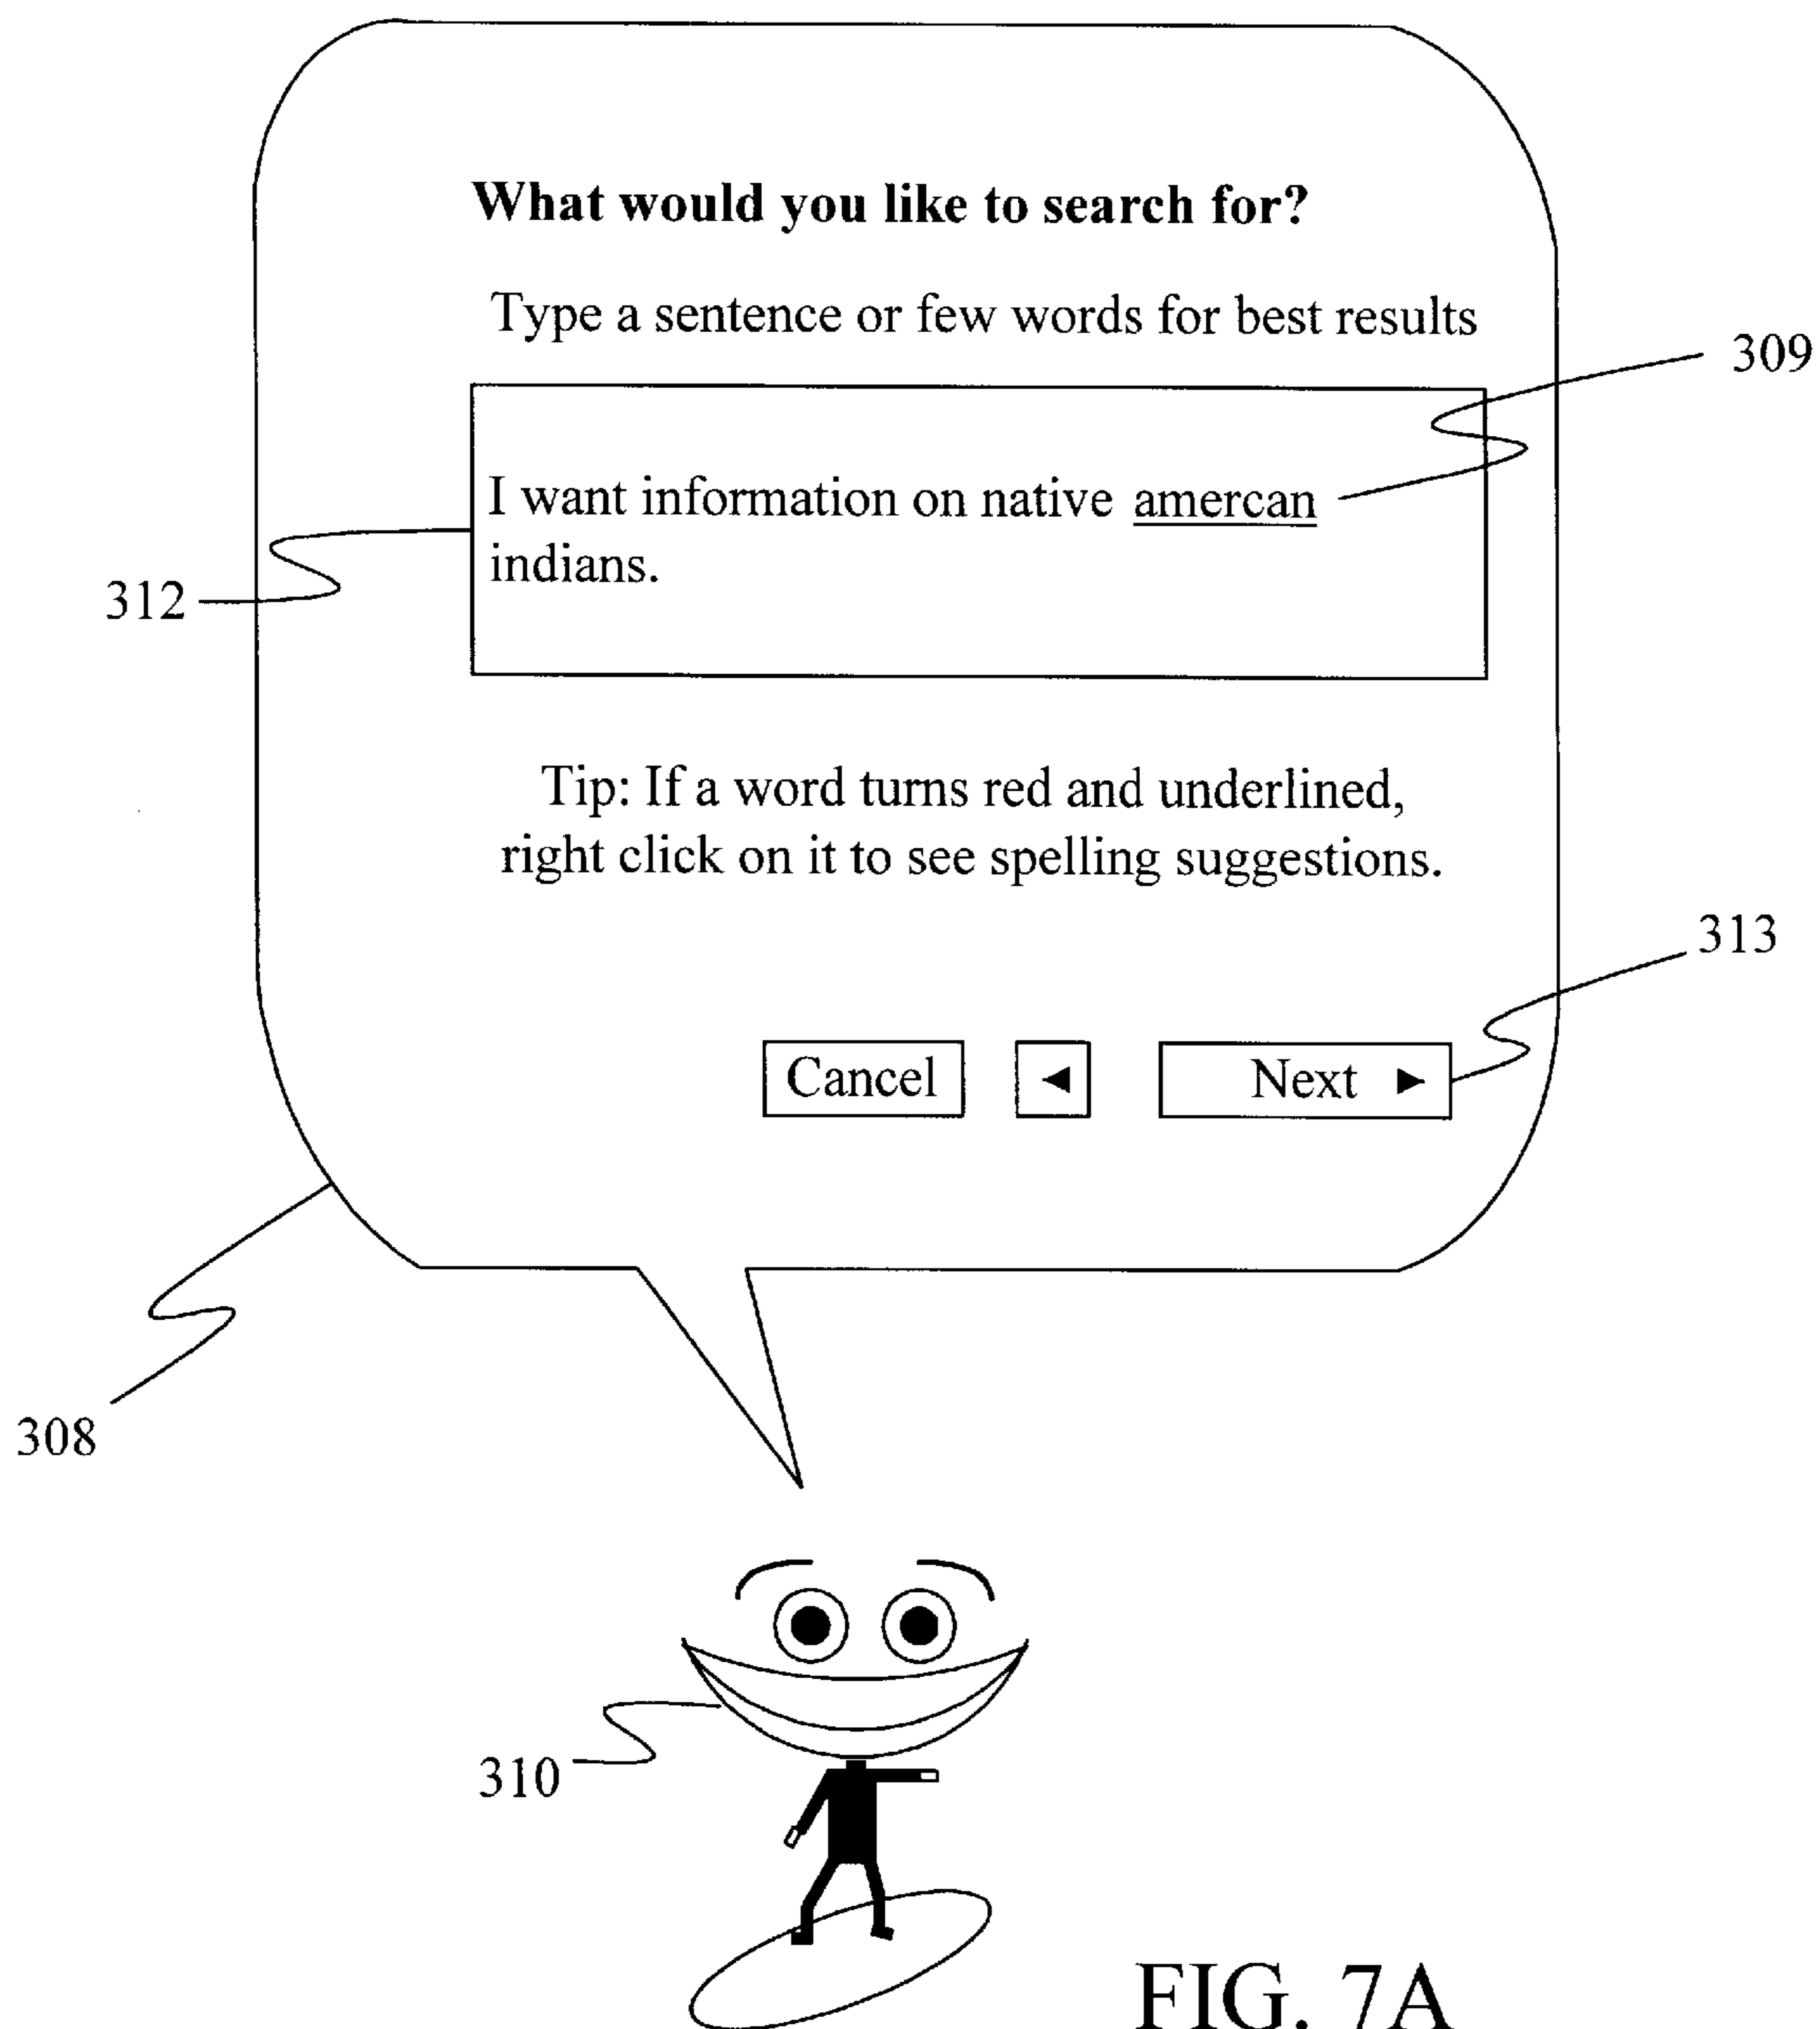 What would you like to search for?
Type a sentence or few words for best results
309
I want information on native amercan
indians.
312
Tip: If a word turns red and underlined,
right click on it to see spelling suggestions.
313
Cancel ◄ Next ►
308
310
FIG. 7A